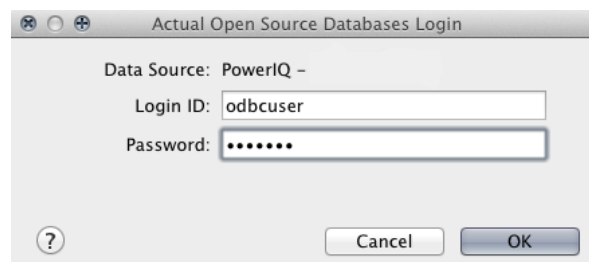 Actual Open Source Databases Login
Data Source: PowerIQ –
Login ID: odbcuser
Password: •••••••
? Cancel OK